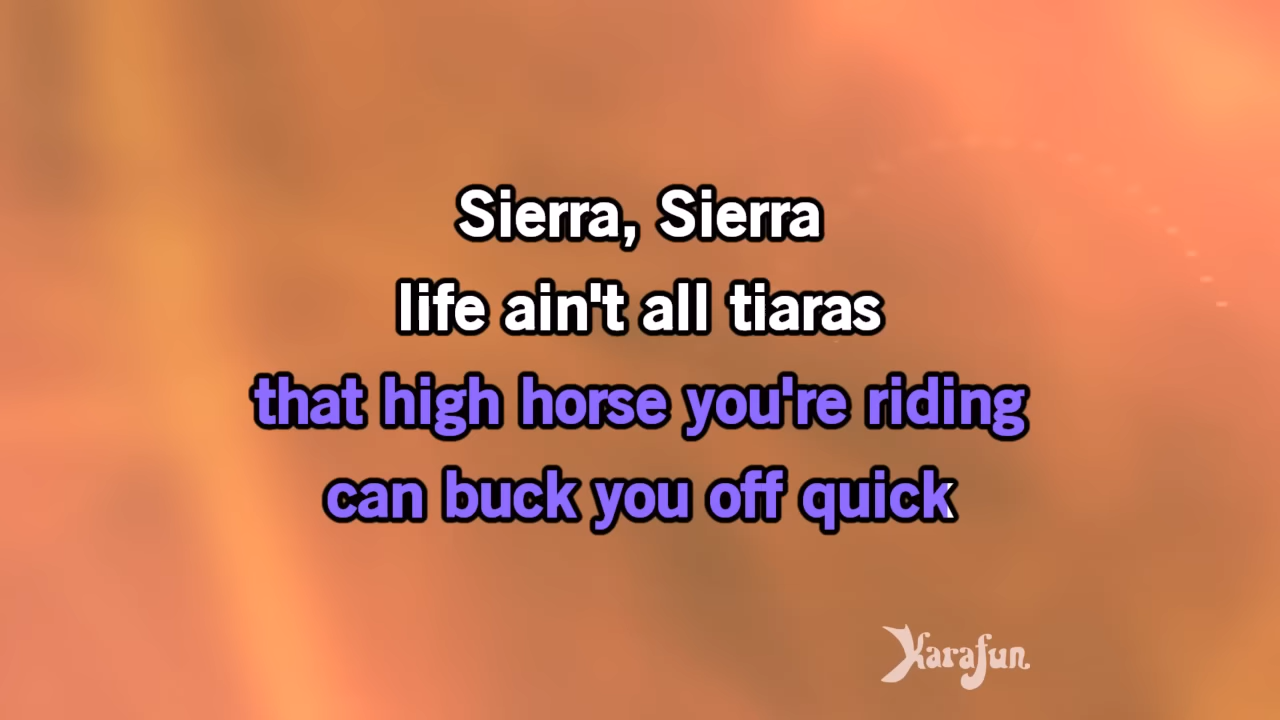 Sierra, Sierra
life ain't all tiaras
that high horse you're riding
can buck you off quick
Karafun